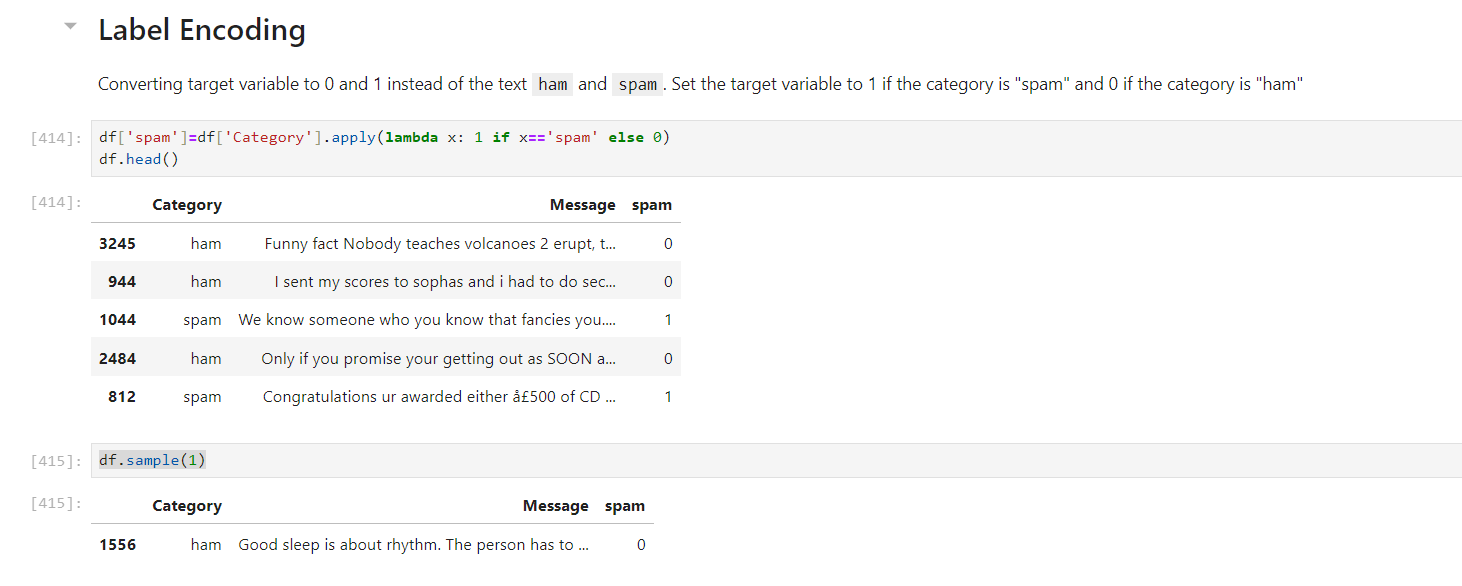 Label Encoding
Converting target variable to 0 and 1 instead of the text ham and spam. Set the target variable to 1 if the category is "spam" and 0 if the category is "ham"
[414]: df['spam']=df['Category'].apply(lambda x: 1 if x=='spam' else 0)
df.head()
[414]: Category Message spam
3245 ham Funny fact Nobody teaches volcanoes 2 erupt, t... 0
944 ham I sent my scores to sophas and i had to do sec... 0
1044 spam We know someone who you know that fancies you.... 1
2484 ham Only if you promise your getting out as SOON a... 0
812 spam Congratulations ur awarded either å£500 of CD ... 1
[415]: df.sample(1)
[415]: Category Message spam
1556 ham Good sleep is about rhythm. The person has to ... 0